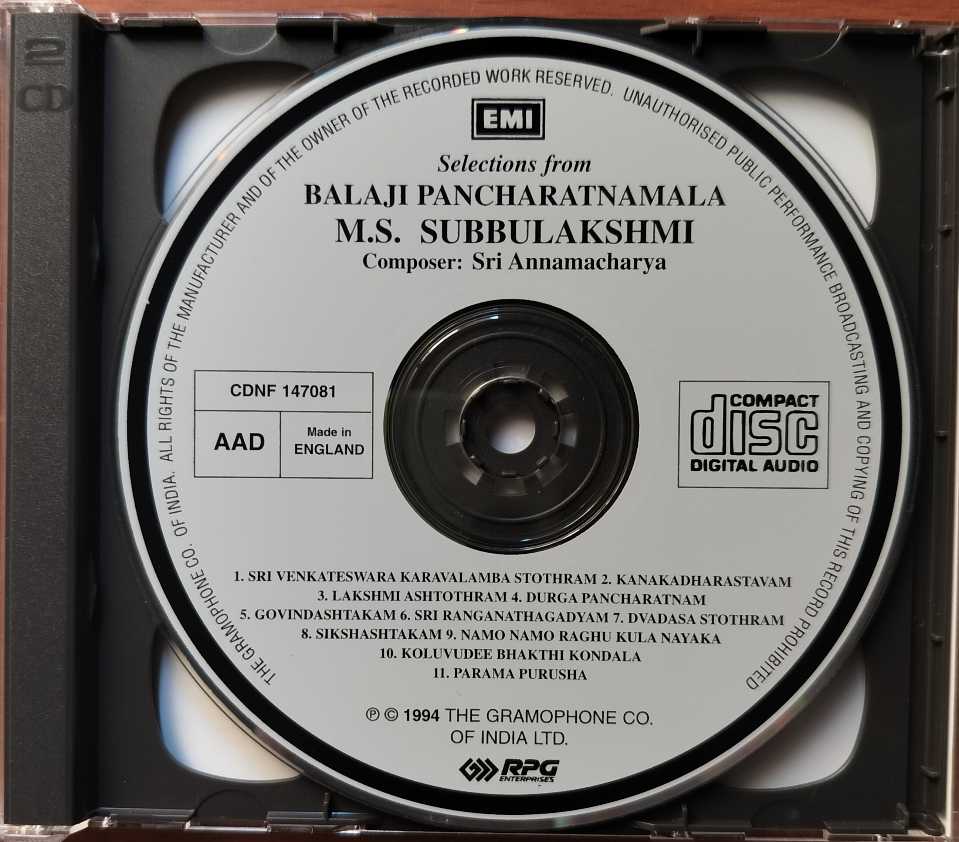 2
CD
THE GRAMOPHONE CO. OF INDIA. ALL RIGHTS OF THE MANUFACTURER AND OF THE OWNER OF THE RECORDED WORK RESERVED. UNAUTHORISED PUBLIC PERFORMANCE BROADCASTING AND COPYING OF THIS RECORD PROHIBITED
EMI
Selections from
BALAJI PANCHARATNAMALA
M.S. SUBBULAKSHMI
Composer: Sri Annamacharya
CDNF 147081
AAD
Made in
ENGLAND
COMPACT
disc
DIGITAL AUDIO
1. SRI VENKATESWARA KARAVALAMBA STOTHRAM 2. KANAKADHARASTAVAM
3. LAKSHMI ASHTOTHRAM 4. DURGA PANCHARATNAM
5. GOVINDASHTAKAM 6. SRI RANGANATHAGADYAM 7. DVADASA STOTHRAM
8. SIKSHASHTAKAM 9. NAMO NAMO RAGHU KULA NAYAKA
10. KOLUVUDEE BHAKTHI KONDALA
11. PARAMA PURUSHA
℗ © 1994 THE GRAMOPHONE CO.
OF INDIA LTD.
RPG
ENTERPRISES